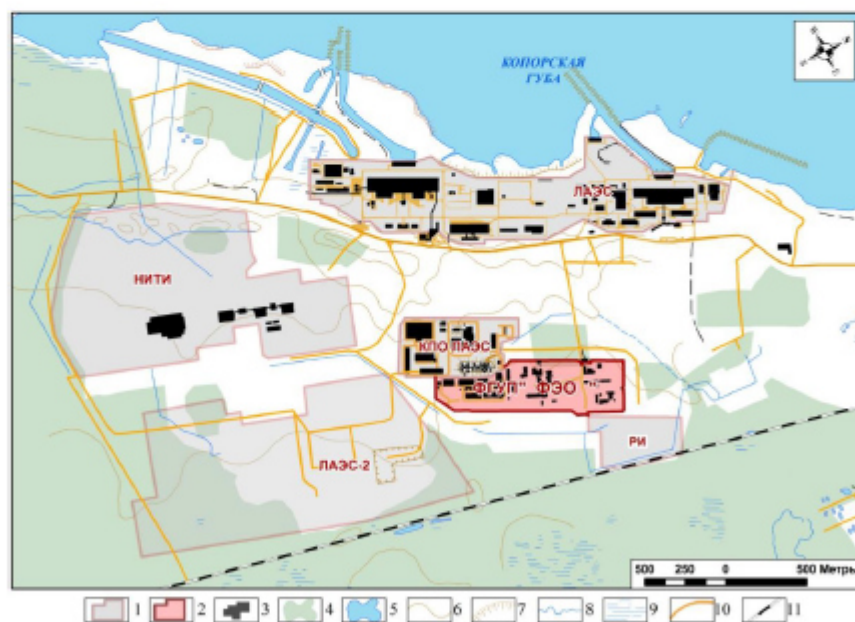 КОПОРСКАЯ
ГУБА
ЛАЭС
НИТИ
КПО ЛАЭС
ФГУП" ФЭО
РИ
ЛАЭС-2
500 250 0 500 Метры
1 2 3 4 5 6 7 8 9 10 11